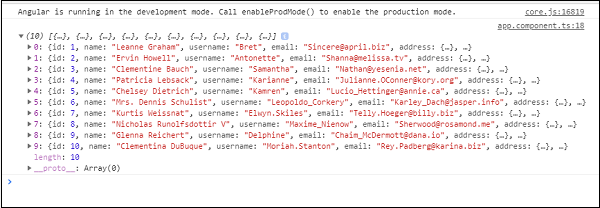 Angular is running in the development mode. Call enableProdMode() to enable the production mode. core.js:16819
app.component.ts:18
(10) [{…}, {…}, {…}, {…}, {…}, {…}, {…}, {…}, {…}, {…}]
0: {id: 1, name: "Leanne Graham", username: "Bret", email: "Sincere@april.biz", address: {…}, …}
1: {id: 2, name: "Ervin Howell", username: "Antonette", email: "Shanna@melissa.tv", address: {…}, …}
2: {id: 3, name: "Clementine Bauch", username: "Samantha", email: "Nathan@yesenia.net", address: {…}, …}
3: {id: 4, name: "Patricia Lebsack", username: "Karianne", email: "Julianne.OConner@kory.org", address: {…}, …}
4: {id: 5, name: "Chelsey Dietrich", username: "Kamren", email: "Lucio_Hettinger@annie.ca", address: {…}, …}
5: {id: 6, name: "Mrs. Dennis Schulist", username: "Leopoldo_Corkery", email: "Karley_Dach@jasper.info", address: {…}, …}
6: {id: 7, name: "Kurtis Weissnat", username: "Elwyn.Skiles", email: "Telly.Hoeger@billy.biz", address: {…}, …}
7: {id: 8, name: "Nicholas Runolfsdottir V", username: "Maxime_Nienow", email: "Sherwood@rosamond.me", address: {…}, …}
8: {id: 9, name: "Glenna Reichert", username: "Delphine", email: "Chaim_McDermott@dana.io", address: {…}, …}
9: {id: 10, name: "Clementina DuBuque", username: "Moriah.Stanton", email: "Rey.Padberg@karina.biz", address: {…}, …}
length: 10
__proto__: Array(0)